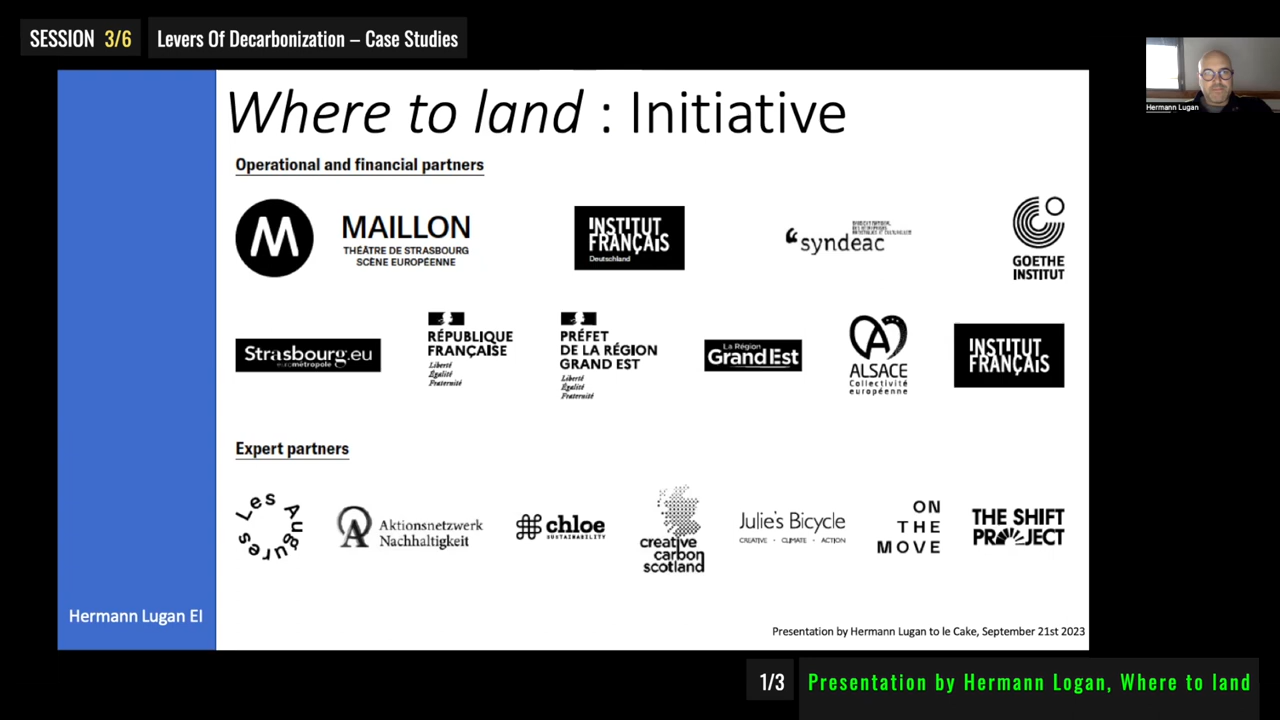 SESSION 3/6
Levers Of Decarbonization – Case Studies
Hermann Lugan
Where to land : Initiative
Operational and financial partners
M
MAILLON
THÉÂTRE DE STRASBOURG
SCÈNE EUROPÉENNE
INSTITUT
FRANÇAIS
Deutschland
syndeac
GOETHE
INSTITUT
Strasbourg.eu
eurométropole
RÉPUBLIQUE
FRANÇAISE
Liberté
Égalité
Fraternité
PRÉFET
DE LA RÉGION
GRAND EST
Liberté
Égalité
Fraternité
La Région
Grand Est
ALSACE
Collectivité
européenne
INSTITUT
FRANÇAIS
Expert partners
Les Augures
Aktionsnetzwerk
Nachhaltigkeit
chloe
SUSTAINABILITY
creative
carbon
scotland
Julie's Bicycle
CREATIVE · CLIMATE · ACTION
ON
THE
MOVE
THE SHIFT
PROJECT
Hermann Lugan EI
Presentation by Hermann Lugan to le Cake, September 21st 2023
1/3
Presentation by Hermann Logan, Where to land